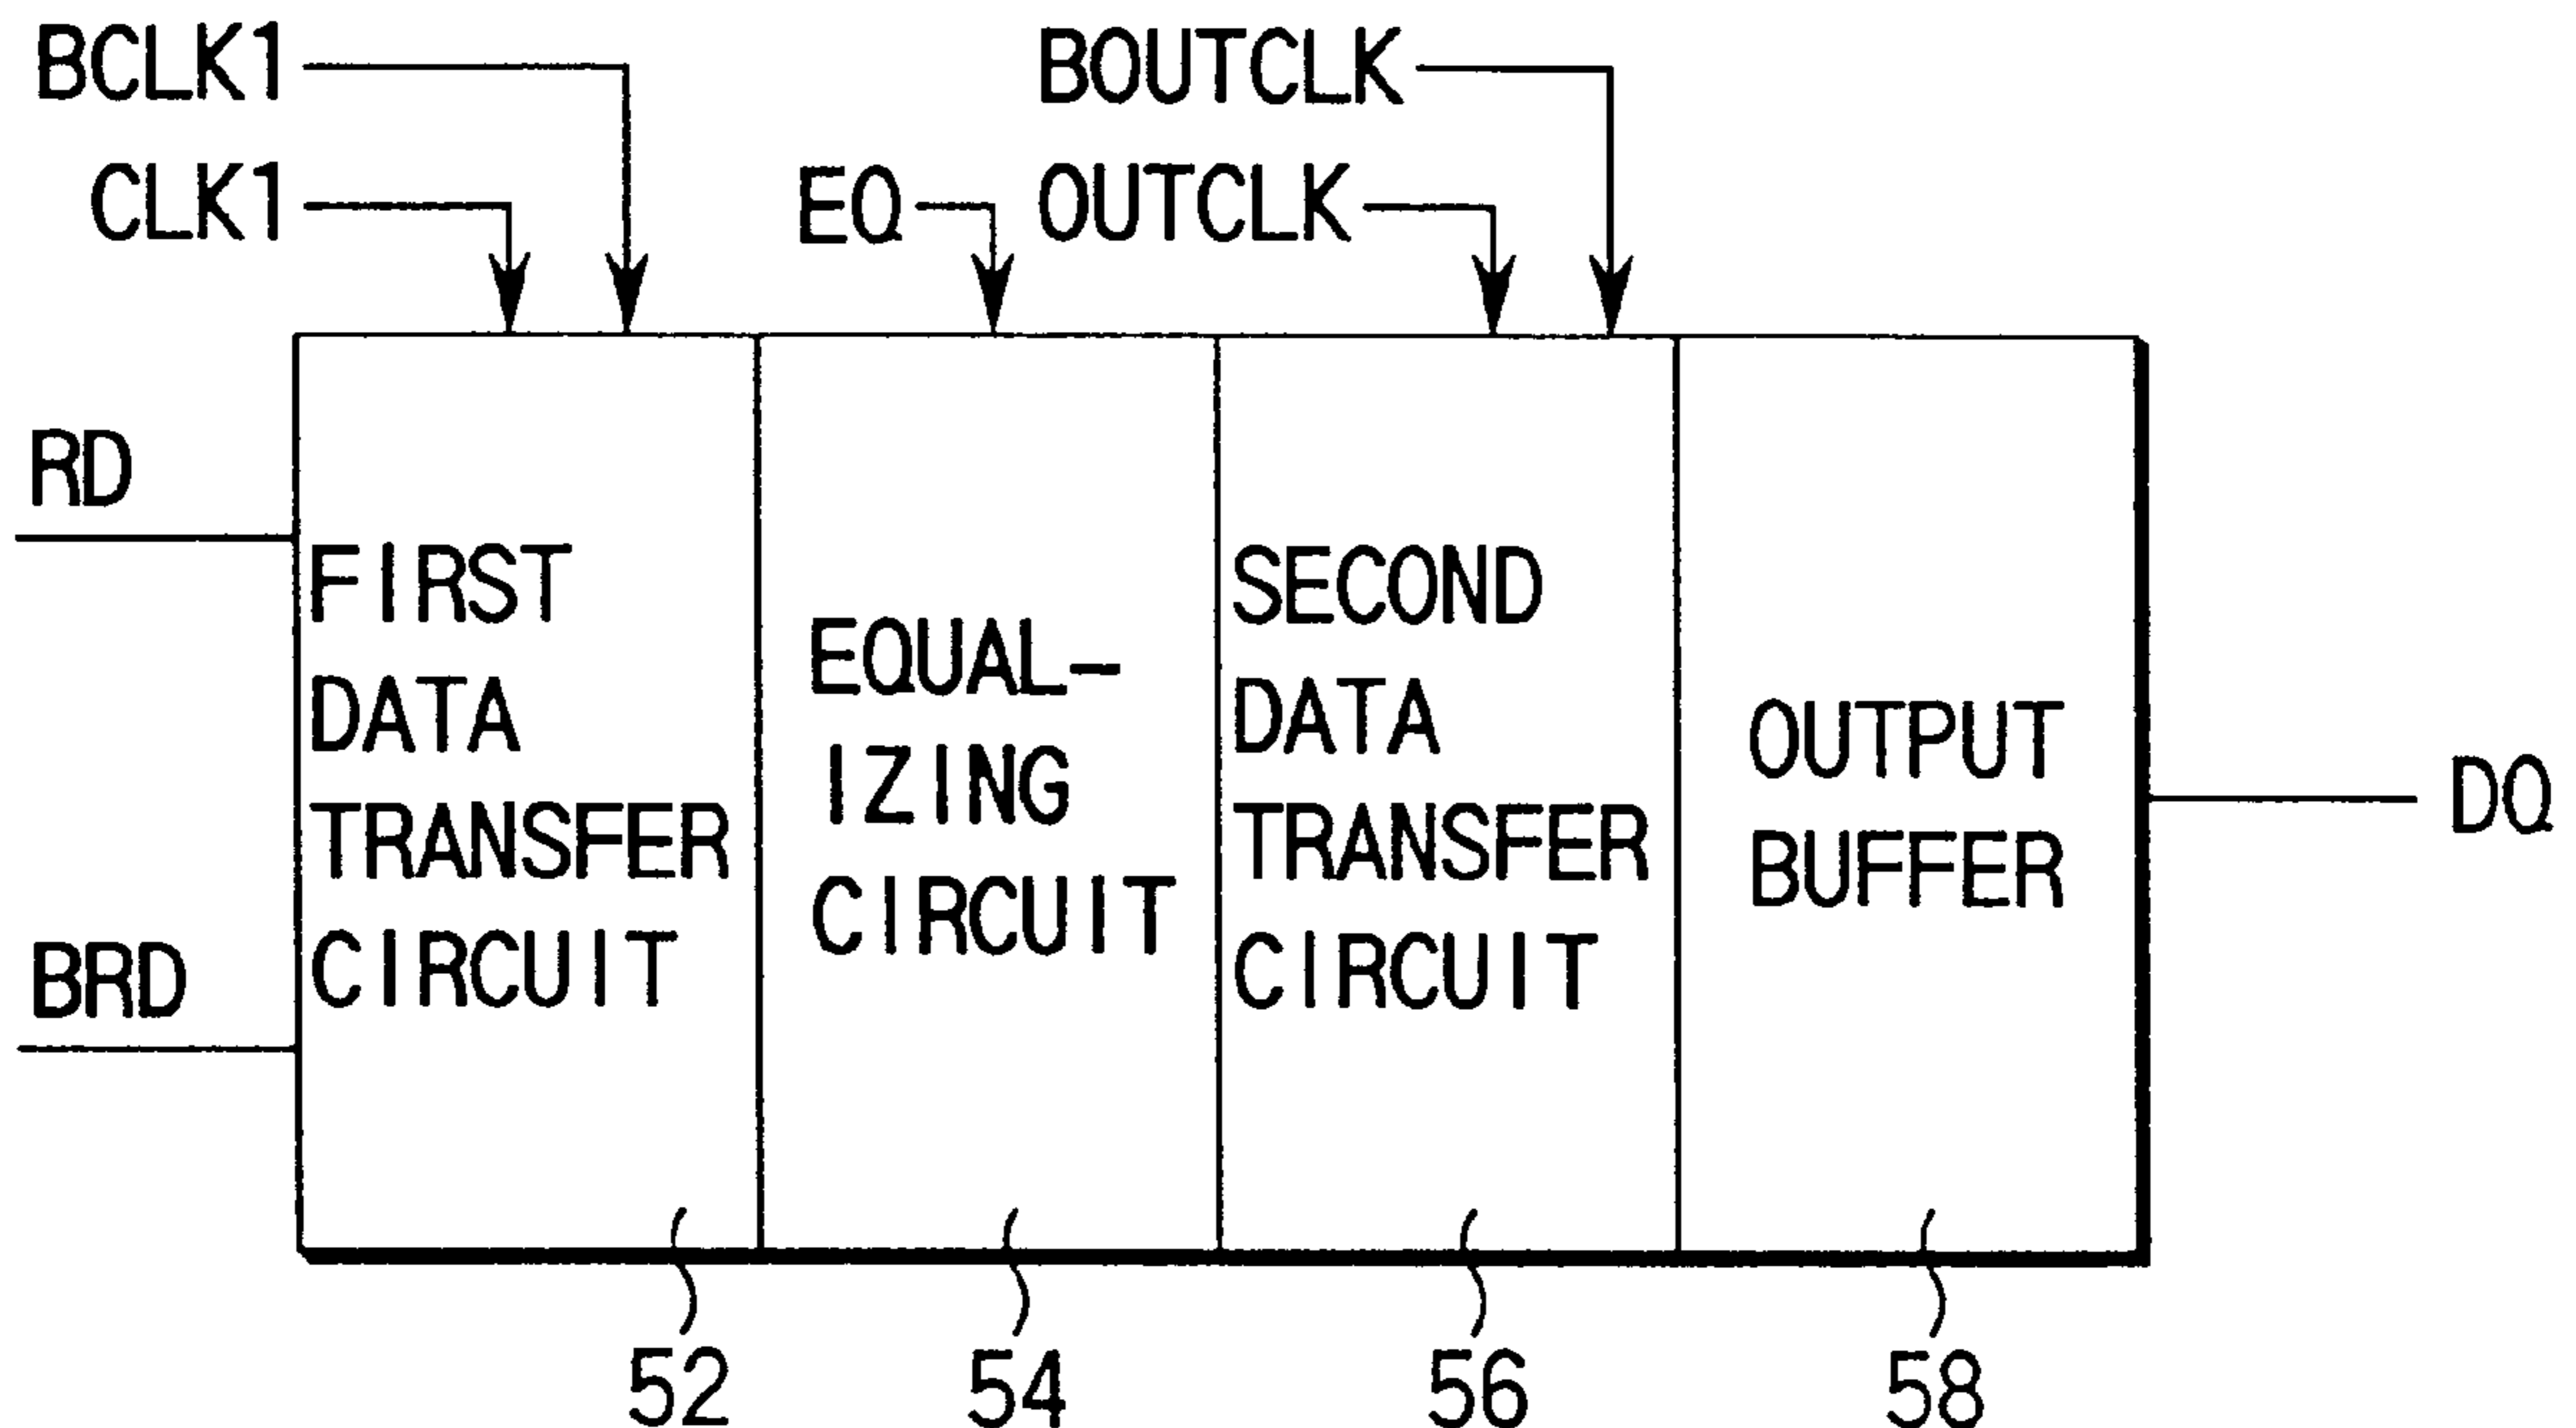 BCLK1
CLK1
EQ
BOUTCLK
OUTCLK
RD
BRD
FIRST
DATA
TRANSFER
CIRCUIT
EQUAL-
IZING
CIRCUIT
SECOND
DATA
TRANSFER
CIRCUIT
OUTPUT
BUFFER
DQ
52
54
56
58